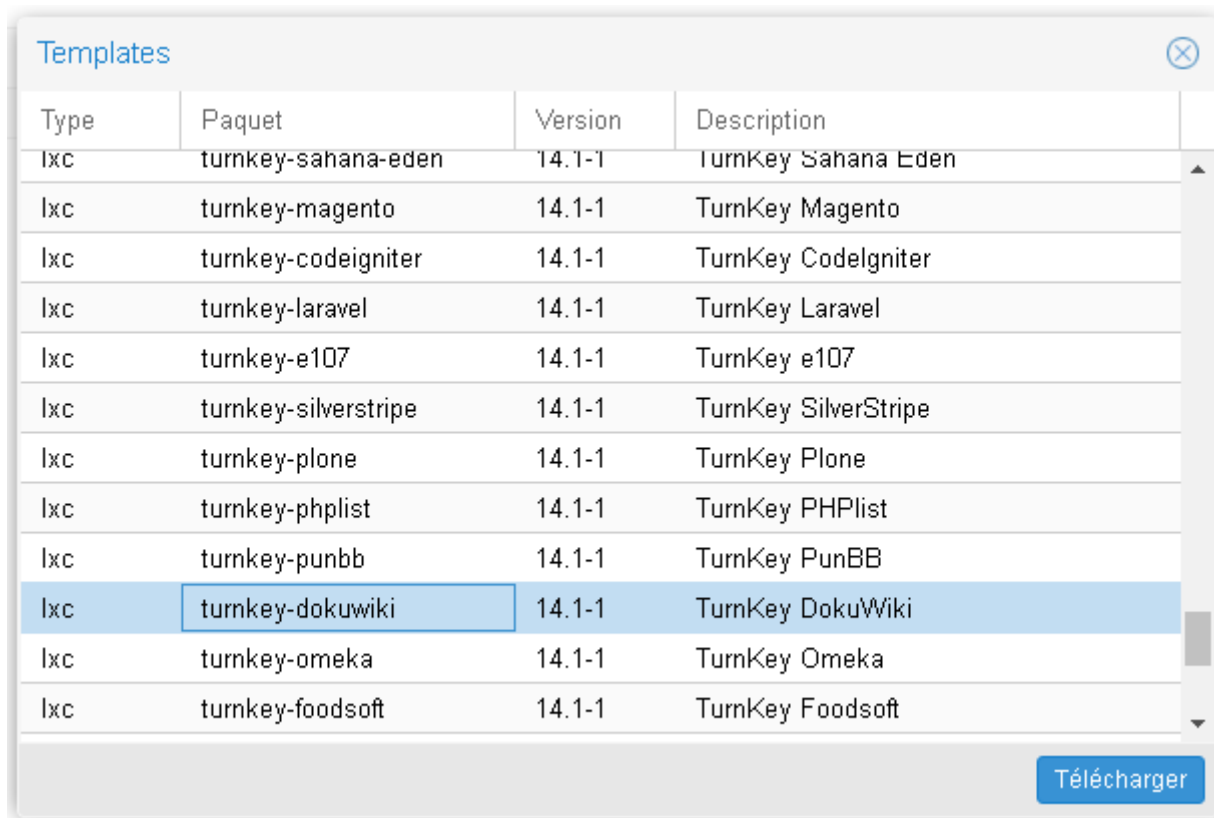 Templates
Type Paquet Version Description
lxc turnkey-sahana-eden 14.1-1 TurnKey Sahana Eden
lxc turnkey-magento 14.1-1 TurnKey Magento
lxc turnkey-codeigniter 14.1-1 TurnKey CodeIgniter
lxc turnkey-laravel 14.1-1 TurnKey Laravel
lxc turnkey-e107 14.1-1 TurnKey e107
lxc turnkey-silverstripe 14.1-1 TurnKey SilverStripe
lxc turnkey-plone 14.1-1 TurnKey Plone
lxc turnkey-phplist 14.1-1 TurnKey PHPlist
lxc turnkey-punbb 14.1-1 TurnKey PunBB
lxc turnkey-dokuwiki 14.1-1 TurnKey DokuWiki
lxc turnkey-omeka 14.1-1 TurnKey Omeka
lxc turnkey-foodsoft 14.1-1 TurnKey Foodsoft
Télécharger